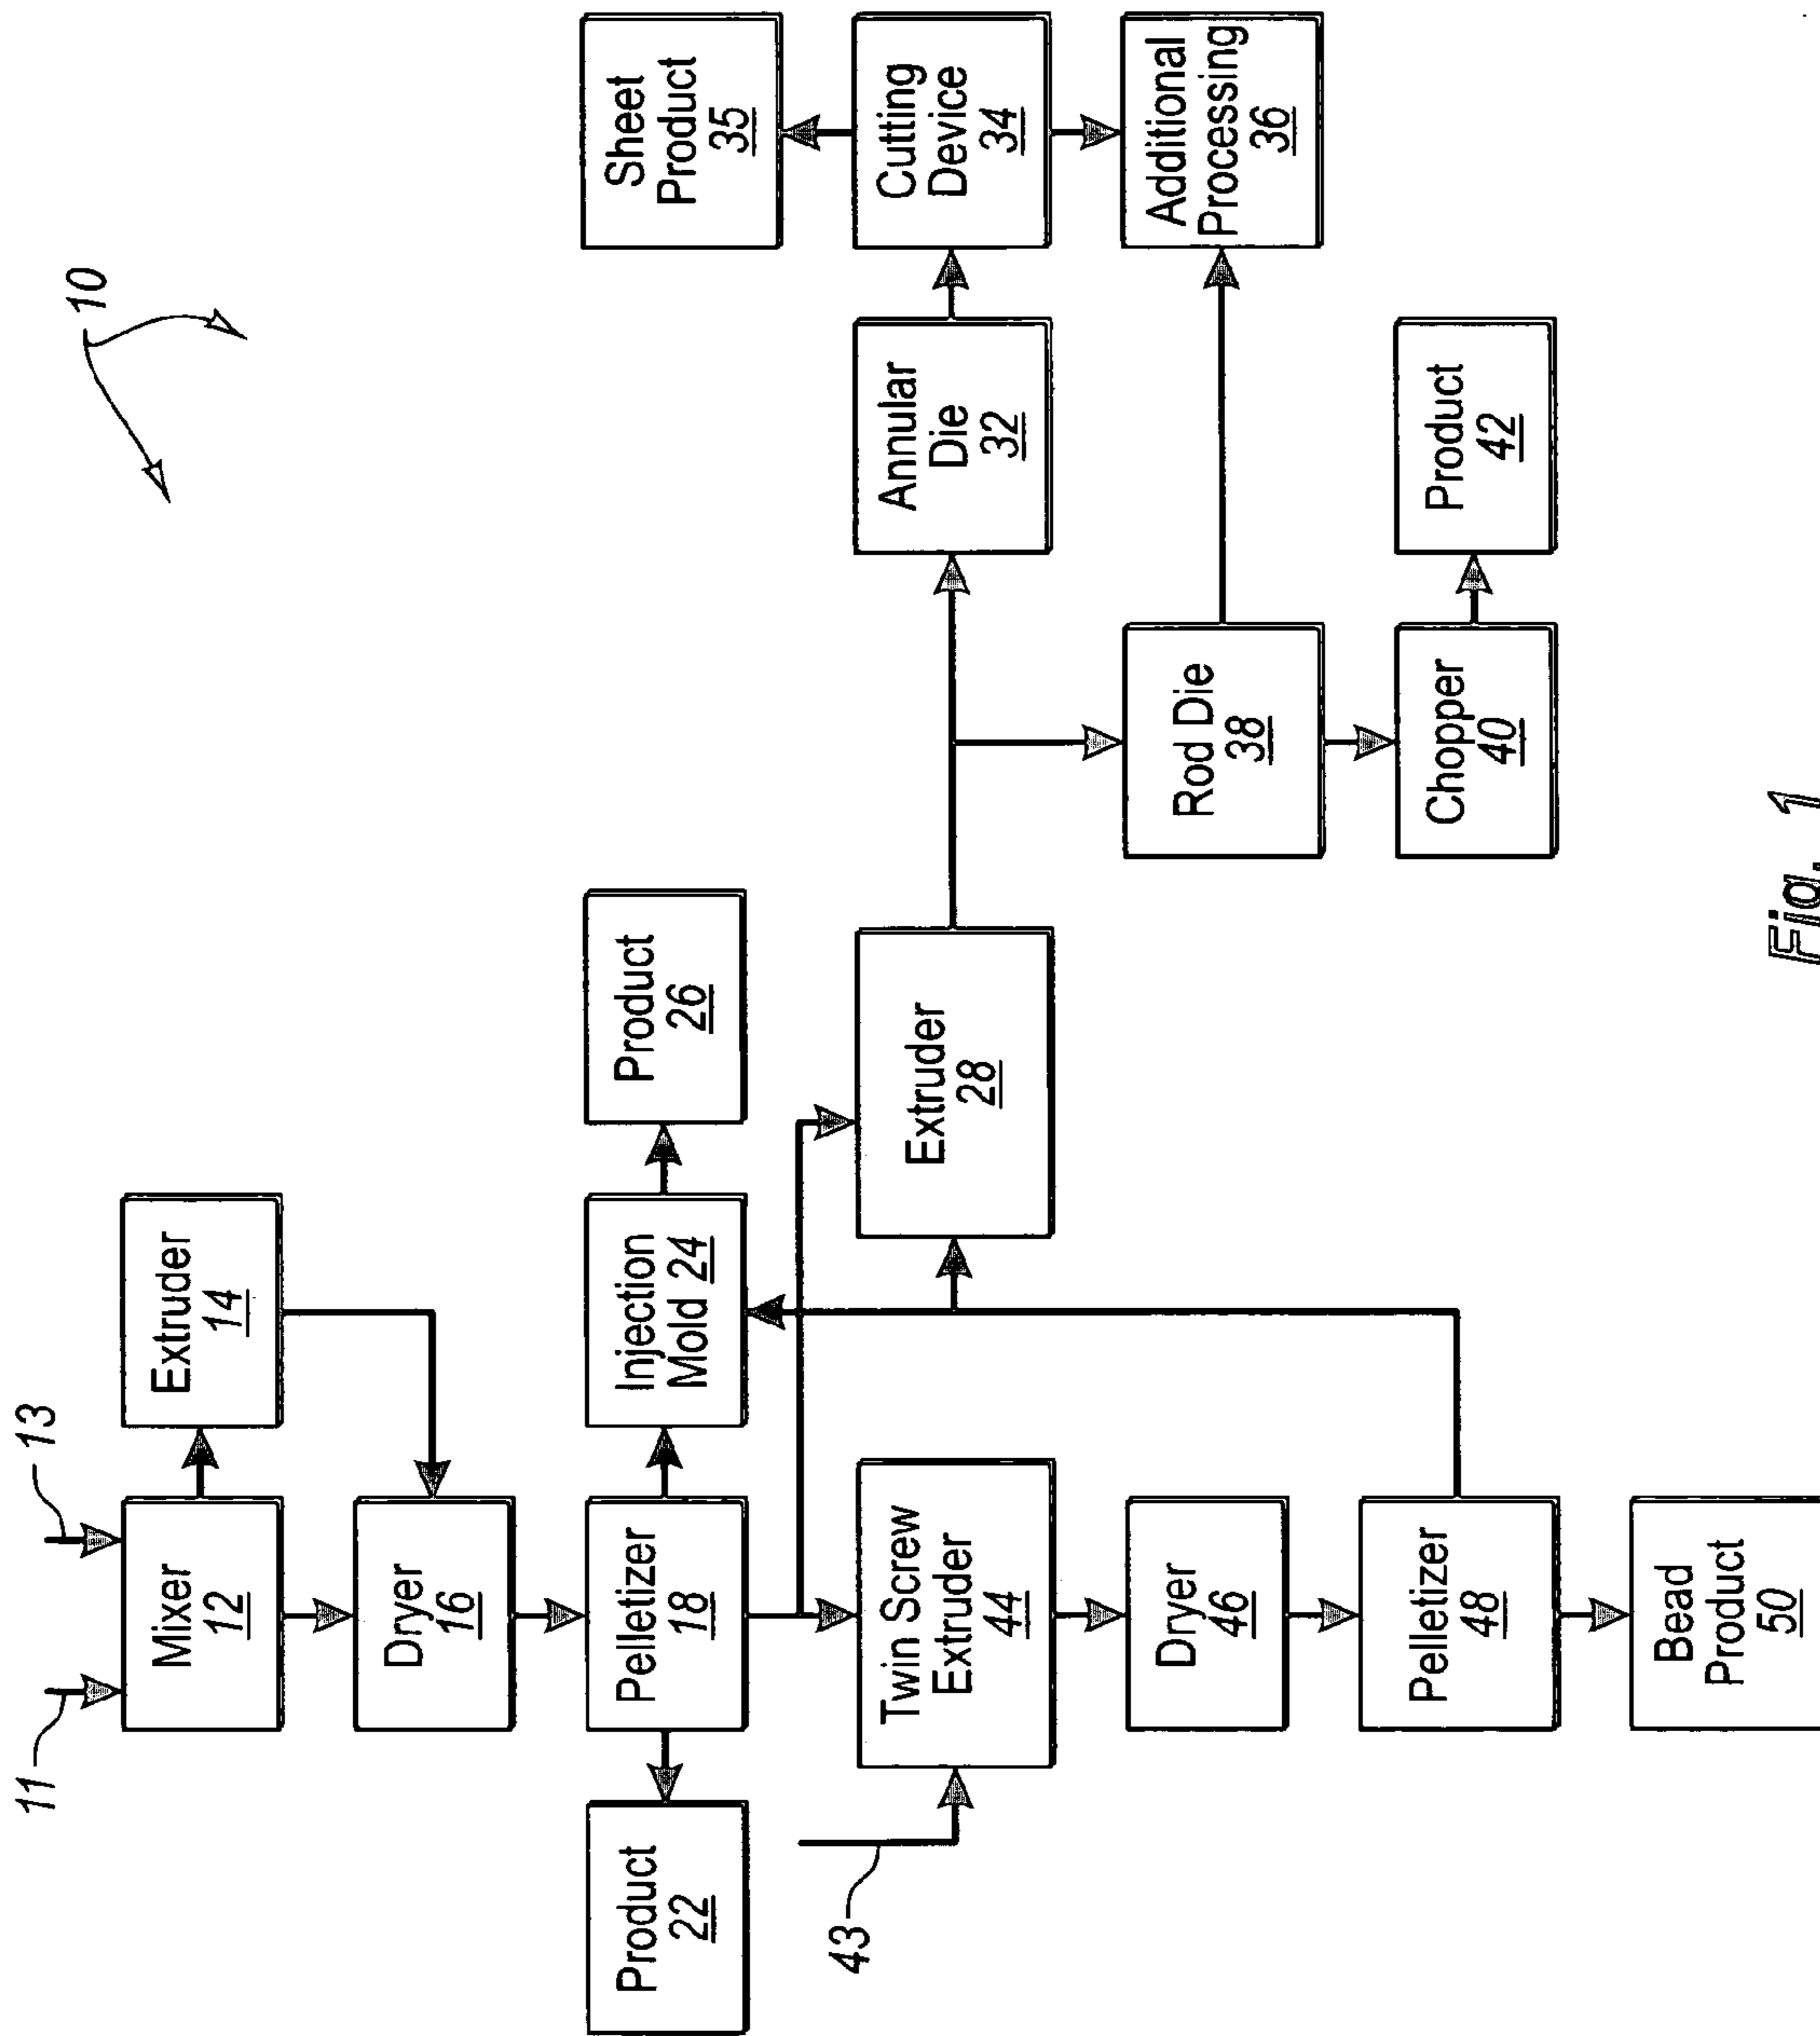 10
11
13
Mixer
12
Extruder
14
Dryer
16
Product
22
Pelletizer
18
Injection
Mold 24
Product
26
Sheet
Product
35
43
Twin Screw
Extruder
44
Extruder
28
Annular
Die
32
Cutting
Device
34
Dryer
46
Rod Die
38
Additional
Processing
36
Pelletizer
48
Chopper
40
Product
42
Bead
Product
50
Fig. 1